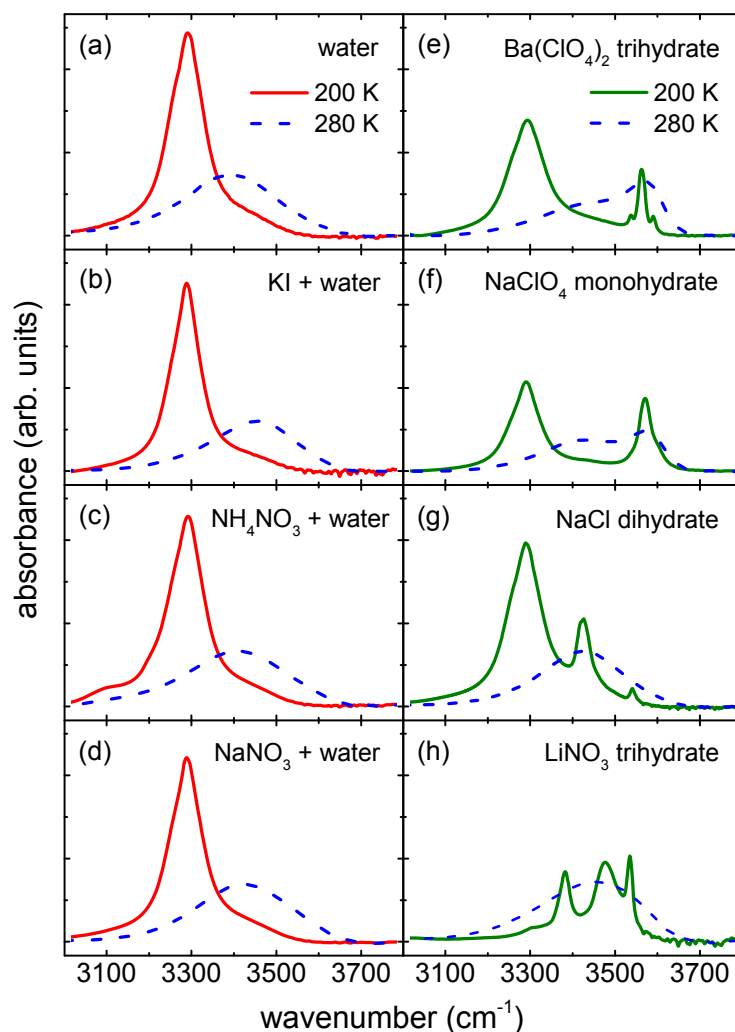 (a) water
200 K
280 K
(b) KI + water
(c) NH₄NO₃ + water
(d) NaNO₃ + water
(e) Ba(ClO₄)₂ trihydrate
200 K
280 K
(f) NaClO₄ monohydrate
(g) NaCl dihydrate
(h) LiNO₃ trihydrate
absorbance (arb. units)
3100 3300 3500 3700 3100 3300 3500 3700
wavenumber (cm⁻¹)